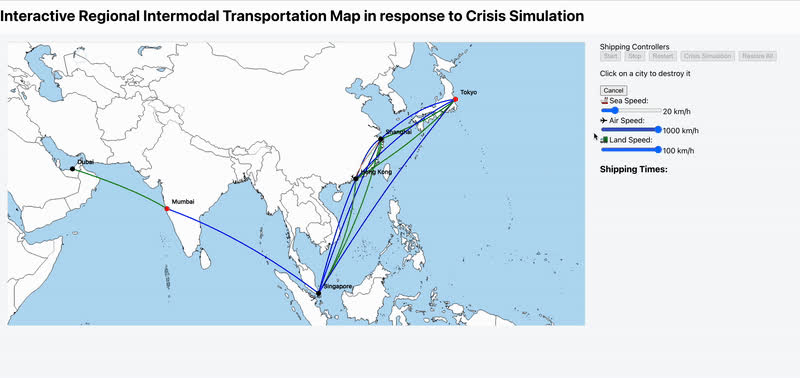 Interactive Regional Intermodal Transportation Map in response to Crisis Simulation
Shipping Controllers
Start Stop Restart Crisis Simulation Restore All
Click on a city to destroy it
Cancel
Sea Speed:
20 km/h
Air Speed:
1000 km/h
Land Speed:
100 km/h
Shipping Times:
Tokyo
Shanghai
Hong Kong
Dubai
Mumbai
Singapore